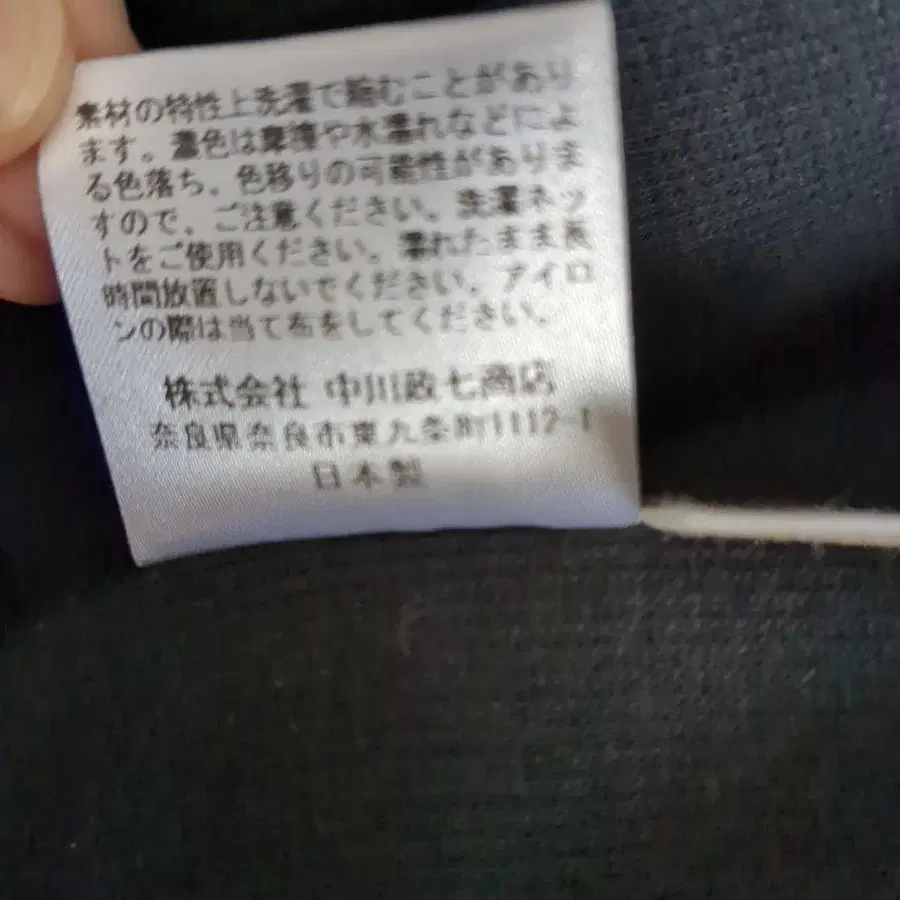 素材の特性上洗濯で縮むことがあり
ます。濃色は摩擦や水濡れなどによ
る色落ち、色移りの可能性がありま
すので、ご注意ください。洗濯ネッ
トをご使用ください。濡れたまま長
時間放置しないでください。アイロ
ンの際は当て布をしてください。
株式会社 中川政七商店
奈良県奈良市東九条町1112-1
日本製